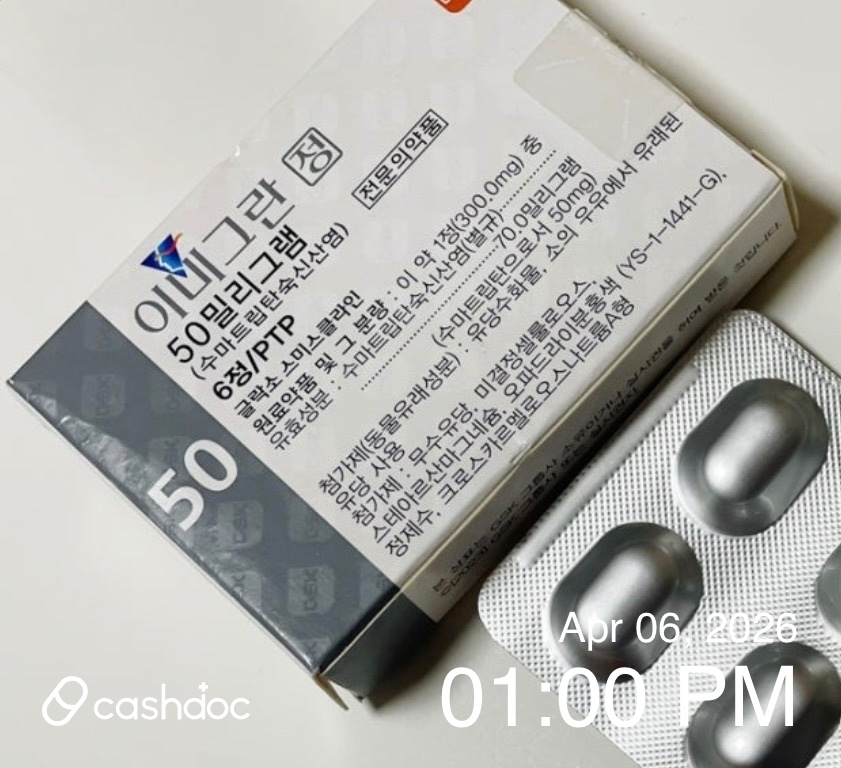 이미그란 정
50밀리그램
(수마트립탄숙신산염)
6정/PTP
전문의약품
글락소 스미스클라인
원료약품 및 그 분량 : 이 약 1정(300.0mg) 중
유효성분 : 수마트립탄숙신산염(별규)
70.0밀리그램
(수마트립탄으로서 50mg)
첨가제(동물유래성분) : 유당수화물, 소의 우유에서 유래된
유당 사용
첨가제 : 무수유당, 미결정셀룰로오스,
스테아르산마그네슘, 오파드라이분홍색 (YS-1-1441-G),
정제수, 크로스카르멜로오스나트륨A형
50
Apr 06, 2026
01:00 PM
cashdoc